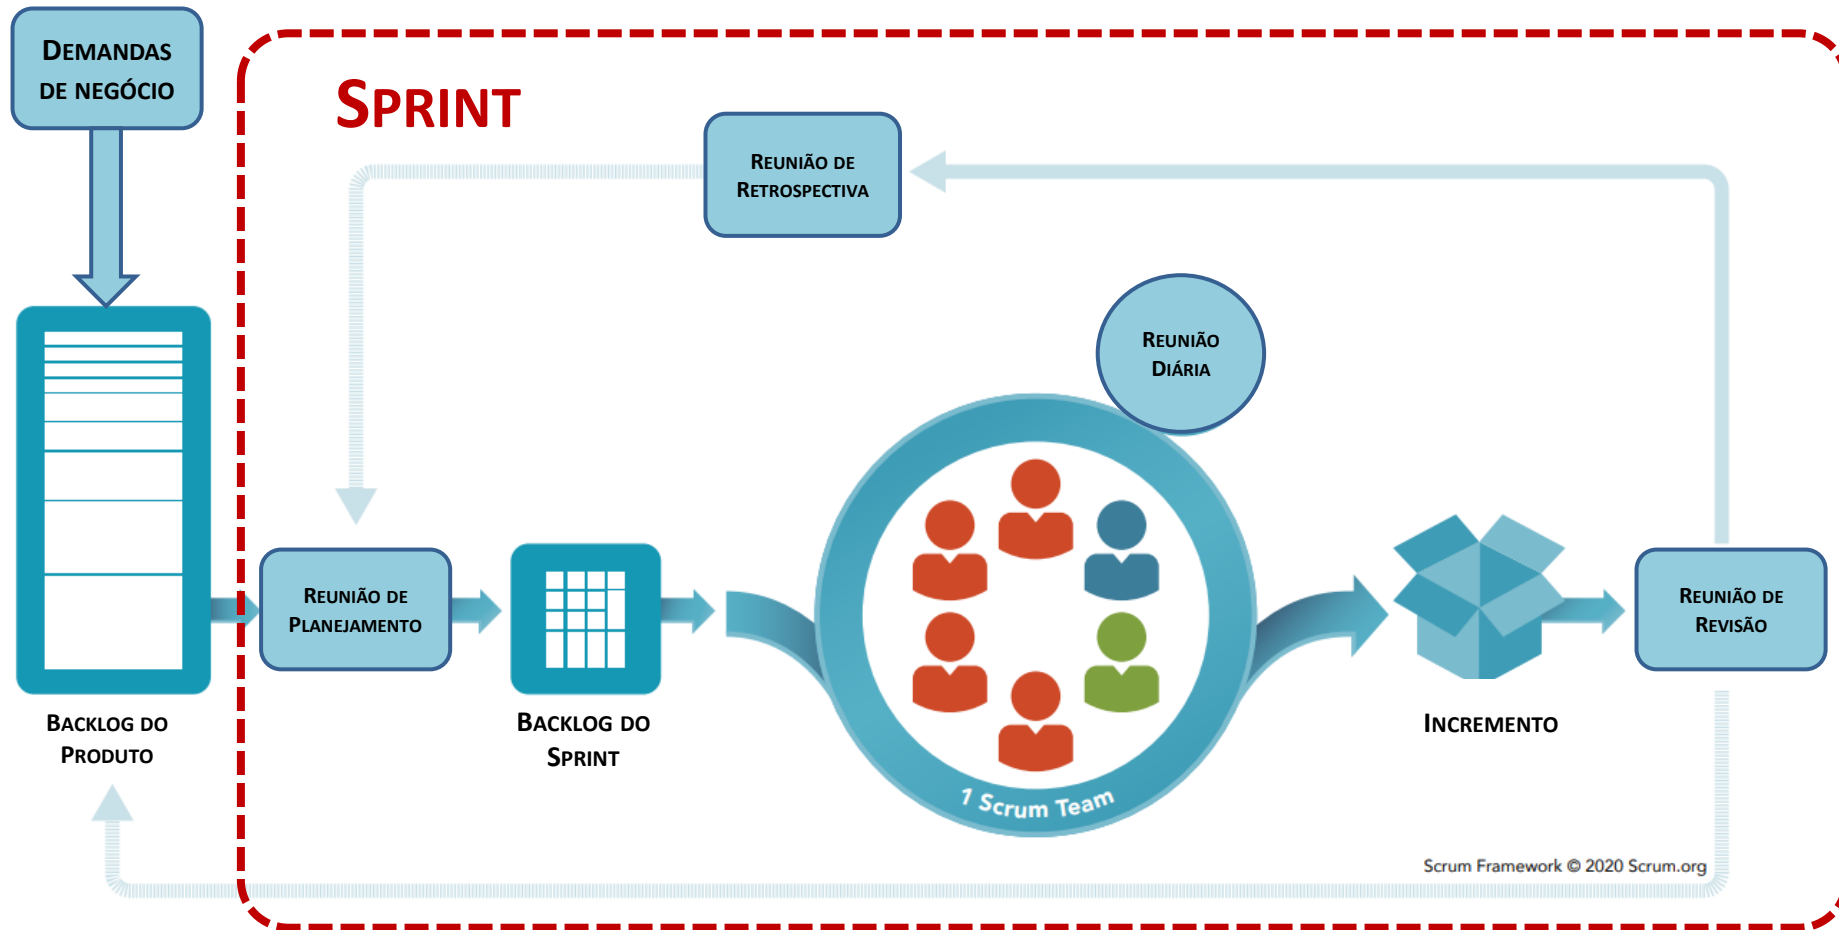 DEMANDAS
DE NEGÓCIO
SPRINT
REUNIÃO DE
RETROSPECTIVA
REUNIÃO
DIÁRIA
REUNIÃO DE
PLANEJAMENTO
REUNIÃO DE
REVISÃO
BACKLOG DO
PRODUTO
BACKLOG DO
SPRINT
INCREMENTO
1 Scrum Team
Scrum Framework © 2020 Scrum.org